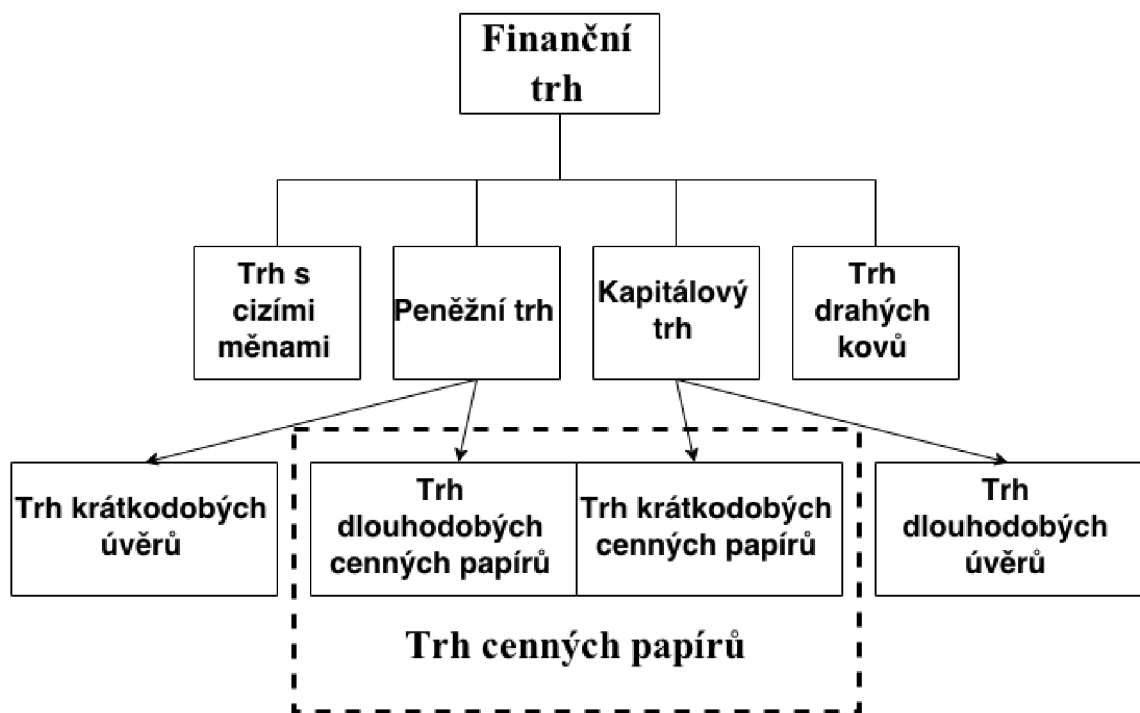 Finanční
trh
Trh s
cizími
měnami
Peněžní trh
Kapitálový
trh
Trh
drahých
kovů
Trh krátkodobých
úvěrů
Trh
dlouhodobých
cenných papírů
Trh krátkodobých
cenných papírů
Trh
dlouhodobých
úvěrů
Trh cenných papírů